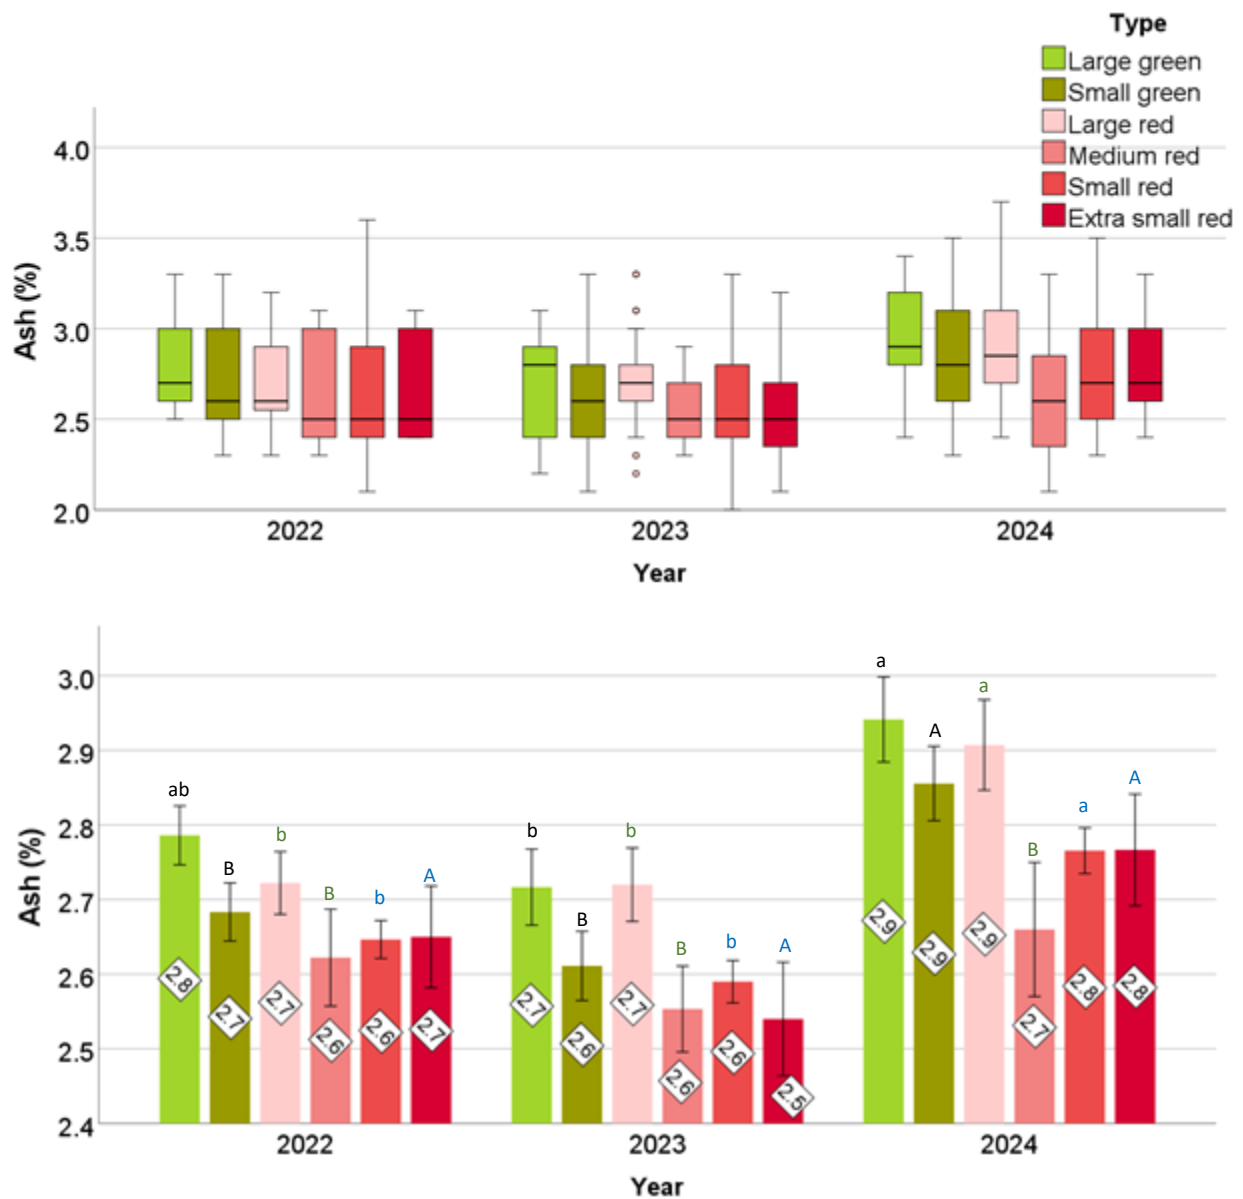 Type
Large green
Small green
Large red
Medium red
Small red
Extra small red
Ash (%)
4.0
3.5
3.0
2.5
2.0
2022 2023 2024
Year
Ash (%)
3.0
2.9
2.8
2.7
2.6
2.5
2.4
ab B b B b A
b B b B b A
a A a B a A
2.8 2.7 2.7 2.6 2.6 2.7
2.7 2.6 2.7 2.6 2.6 2.5
2.9 2.9 2.9 2.7 2.8 2.8
2022 2023 2024
Year